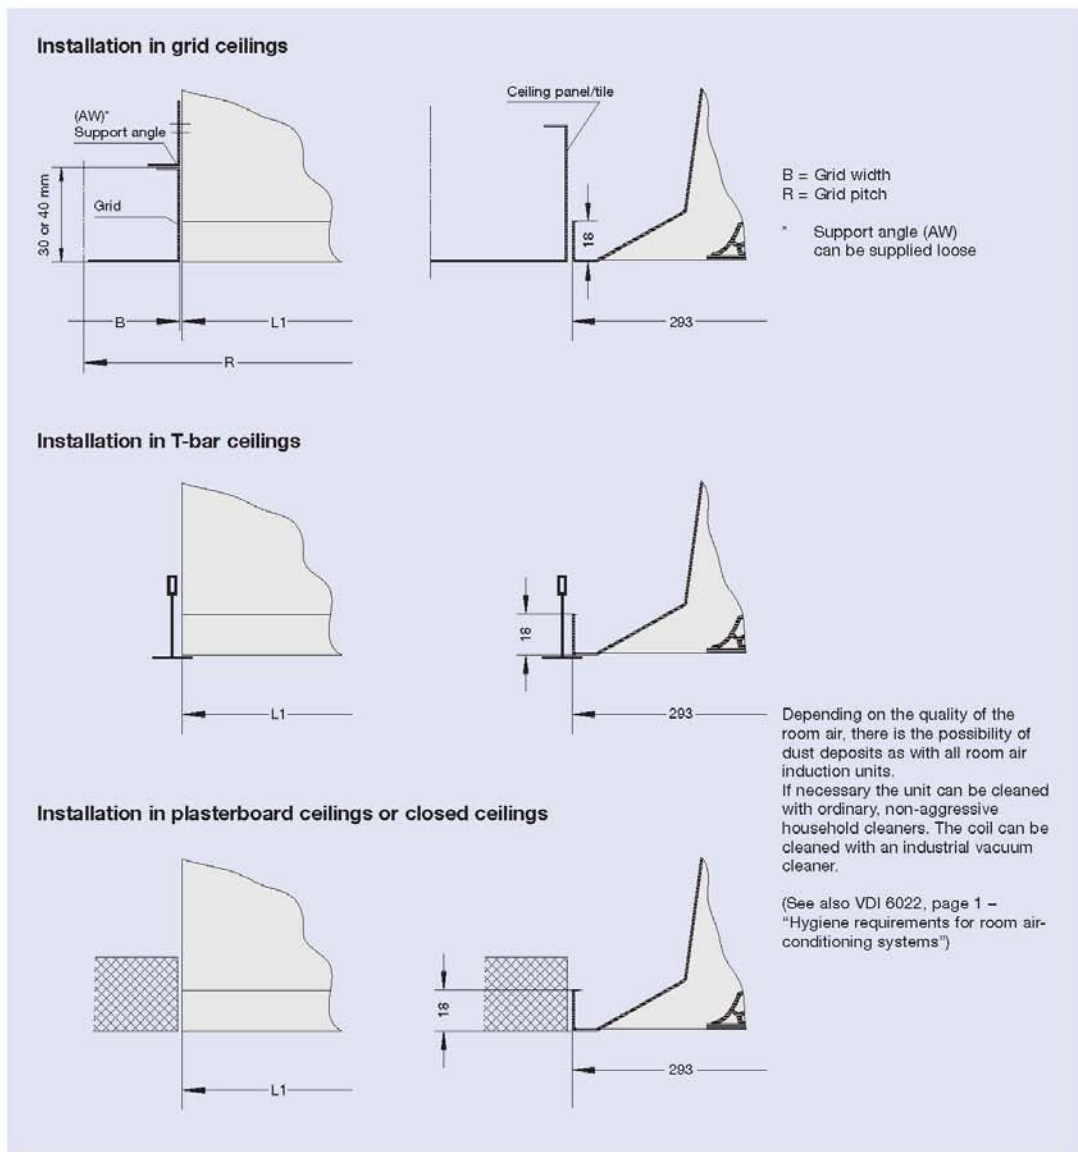 Installation in grid ceilings
(AW)*
Support angle
30 or 40 mm
Grid
B
L1
R
Ceiling panel/tile
18
293
B = Grid width
R = Grid pitch
* Support angle (AW)
can be supplied loose
Installation in T-bar ceilings
L1
18
293
Depending on the quality of the
room air, there is the possibility of
dust deposits as with all room air
induction units.
If necessary the unit can be cleaned
with ordinary, non-aggressive
household cleaners. The coil can be
cleaned with an industrial vacuum
cleaner.
(See also VDI 6022, page 1 –
“Hygiene requirements for room air-
conditioning systems”)
Installation in plasterboard ceilings or closed ceilings
L1
18
293